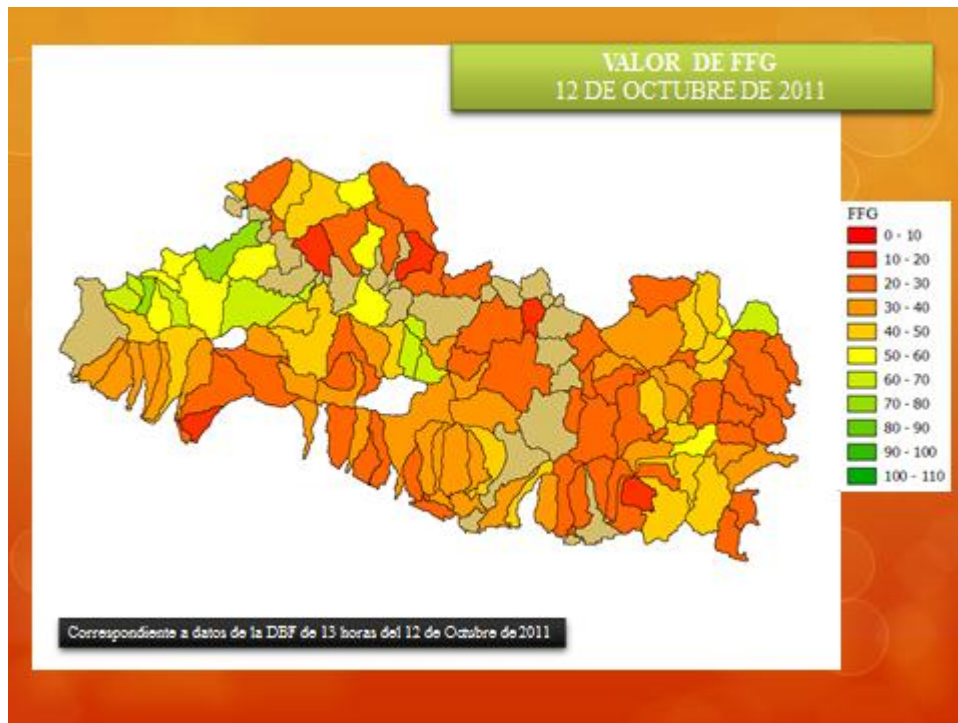 VALOR DE FFG
12 DE OCTUBRE DE 2011
FFG
0 - 10
10 - 20
20 - 30
30 - 40
40 - 50
50 - 60
60 - 70
70 - 80
80 - 90
90 - 100
100 - 110
Correspondiente a datos de la DBF de 13 horas del 12 de Octubre de 2011